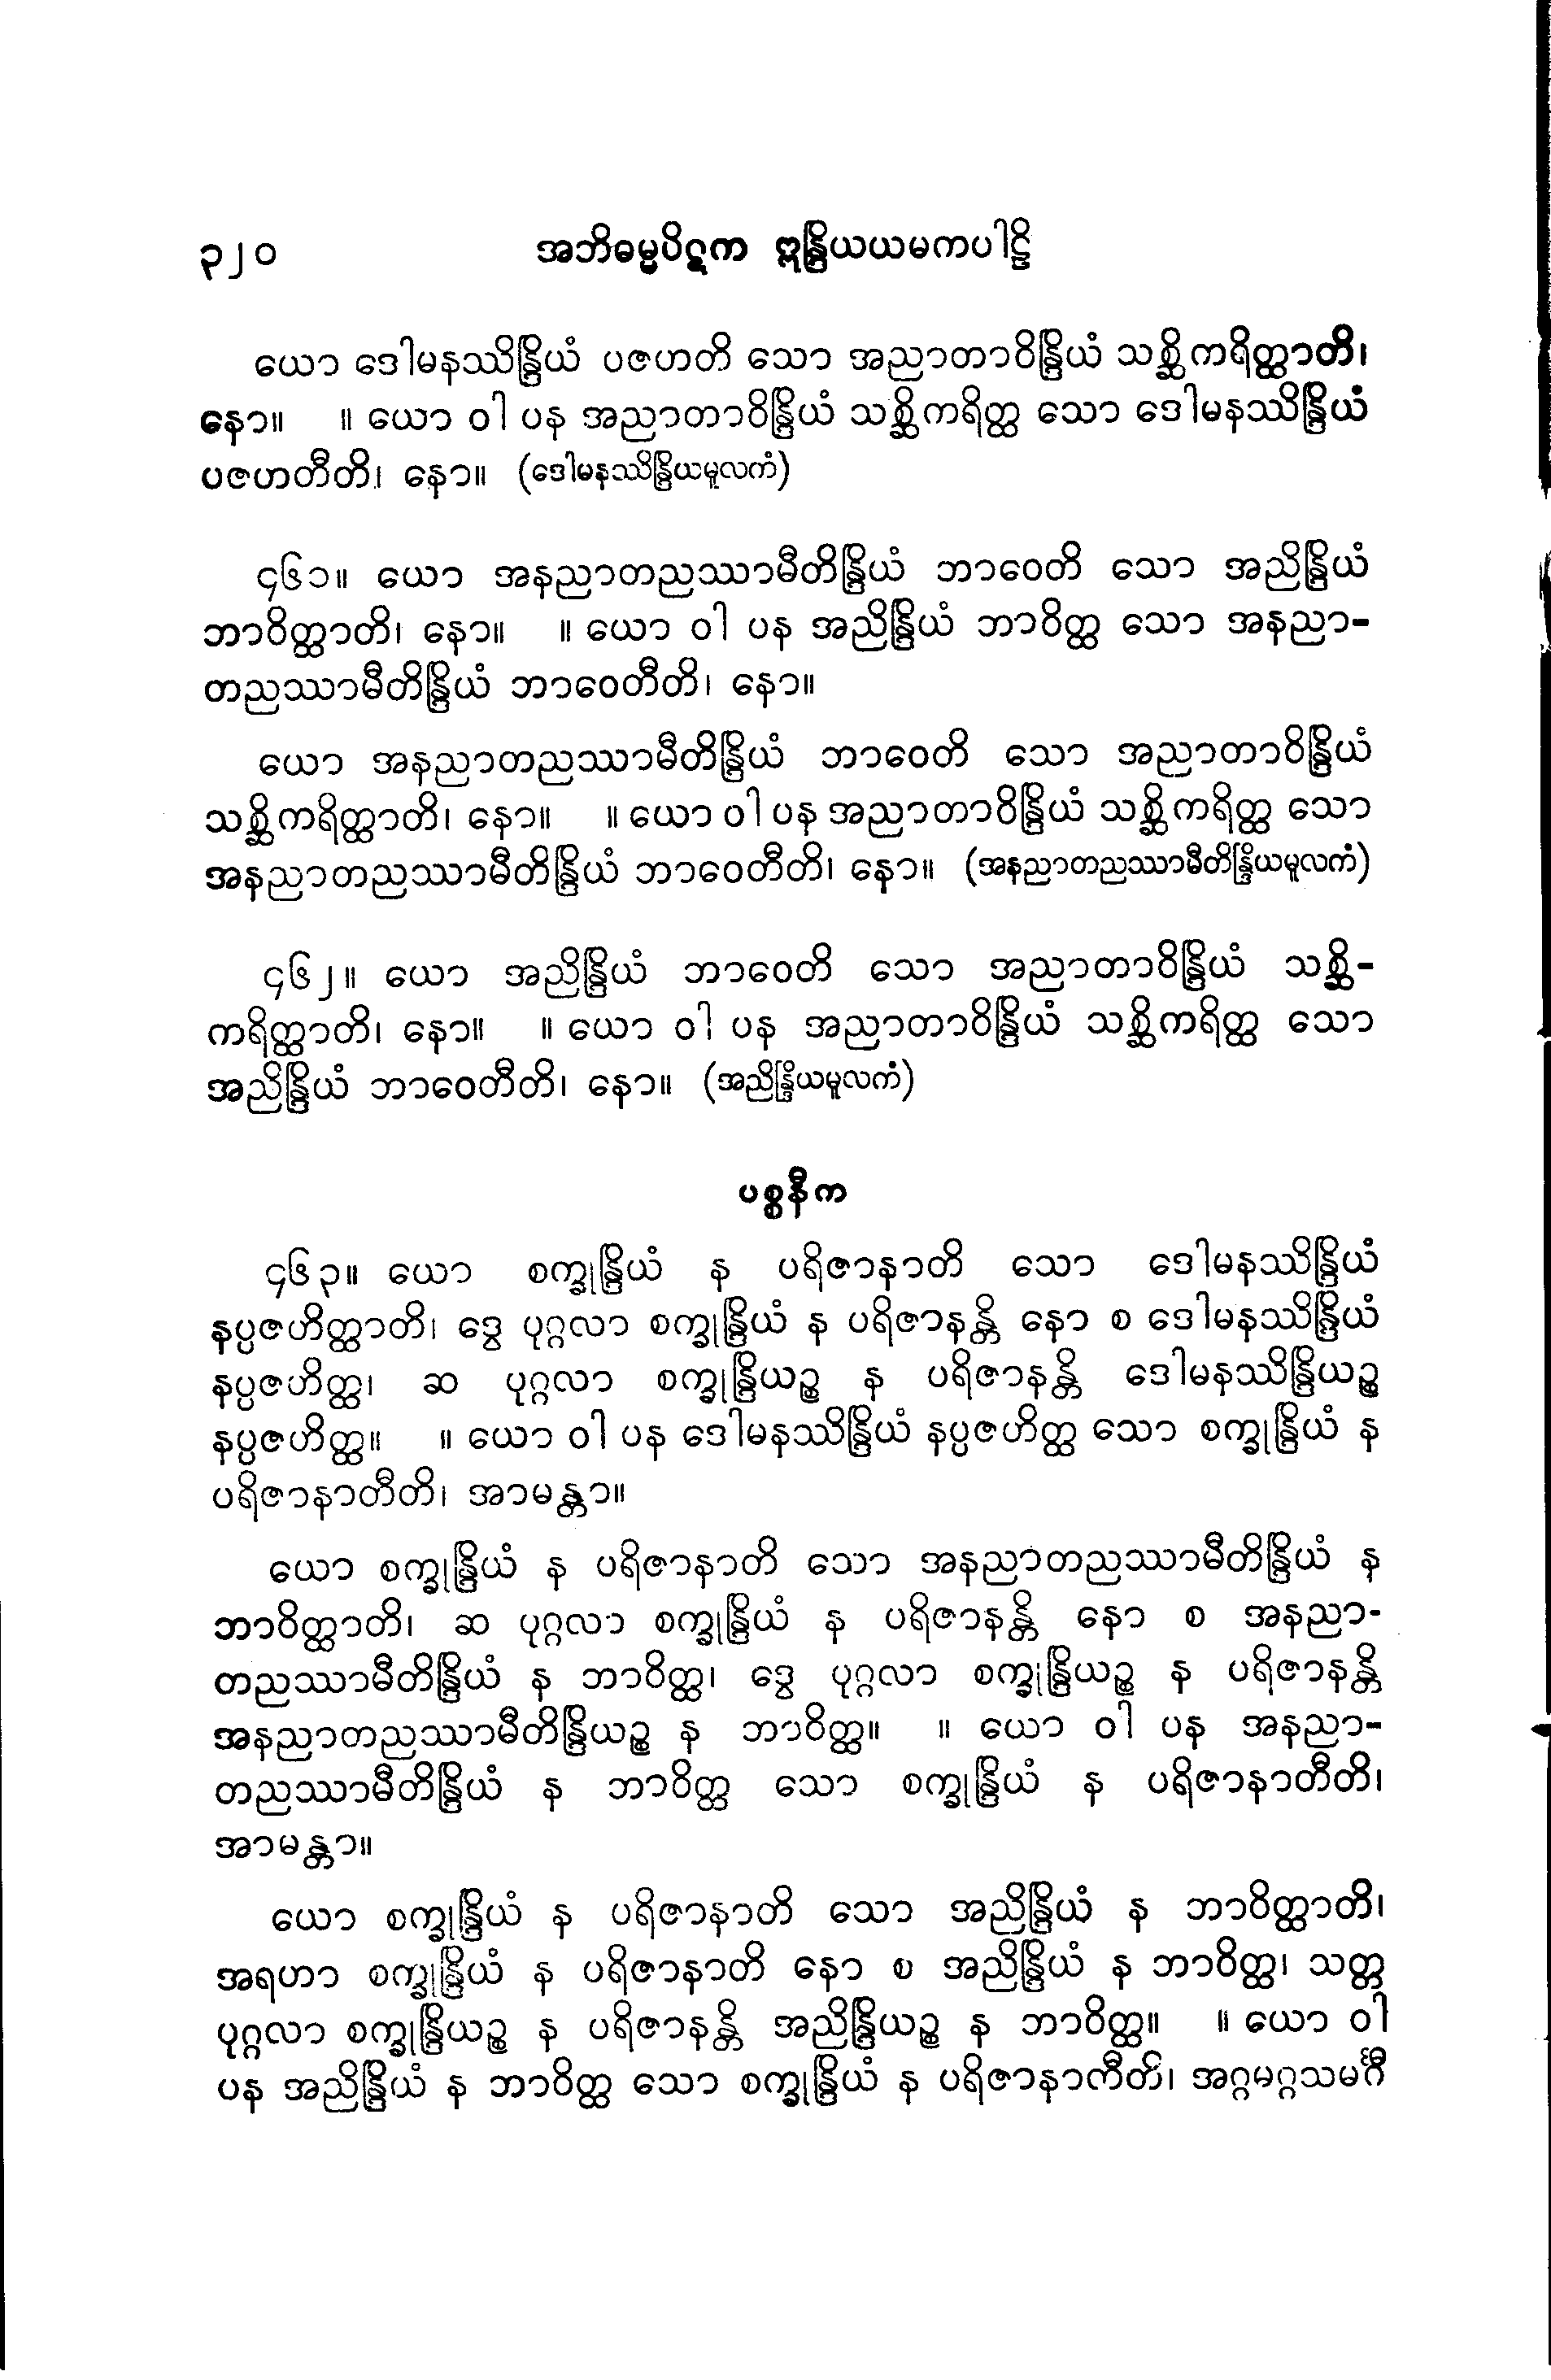 ၃၂၀ အဘိဓမ္မပိဋက ဣန္ဒြိယယမကပါဠိ
ယော ဒေါမနဿိန္ဒြိယံ ပဇဟတိ သော အညာတာဝိန္ဒြိယံ သစ္ဆိကရိတ္ထာတိ၊
နော။ ။ ယော ဝါ ပန အညာတာဝိန္ဒြိယံ သစ္ဆိကရိတ္ထ သော ဒေါမနဿိန္ဒြိယံ
ပဇဟတီတိ၊ နော။ (ဒေါမနဿိန္ဒြိယမူလကံ)
၄၆၁။ ယော အနညာတညဿာမီတိန္ဒြိယံ ဘာဝေတိ သော အညိန္ဒြိယံ
ဘာဝိတ္ထာတိ၊ နော။ ။ ယော ဝါ ပန အညိန္ဒြိယံ ဘာဝိတ္ထ သော အနညာ-
တညဿာမီတိန္ဒြိယံ ဘာဝေတီတိ၊ နော။
ယော အနညာတညဿာမီတိန္ဒြိယံ ဘာဝေတိ သော အညာတာဝိန္ဒြိယံ
သစ္ဆိကရိတ္ထာတိ၊ နော။ ။ ယော ဝါ ပန အညာတာဝိန္ဒြိယံ သစ္ဆိကရိတ္ထ သော
အနညာတညဿာမီတိန္ဒြိယံ ဘာဝေတီတိ၊ နော။ (အနညာတညဿာမီတိန္ဒြိယမူလကံ)
၄၆၂။ ယော အညိန္ဒြိယံ ဘာဝေတိ သော အညာတာဝိန္ဒြိယံ သစ္ဆိ-
ကရိတ္ထာတိ၊ နော။ ။ ယော ဝါ ပန အညာတာဝိန္ဒြိယံ သစ္ဆိကရိတ္ထ သော
အညိန္ဒြိယံ ဘာဝေတီတိ၊ နော။ (အညိန္ဒြိယမူလကံ)
ပစ္စနီက
၄၆၃။ ယော စက္ခုန္ဒြိယံ န ပရိဇာနာတိ သော ဒေါမနဿိန္ဒြိယံ
နပ္ပဇဟိတ္ထာတိ၊ ဒွေ ပုဂ္ဂလာ စက္ခုန္ဒြိယံ န ပရိဇာနန္တိ နော စ ဒေါမနဿိန္ဒြိယံ
နပ္ပဇဟိတ္ထ၊ ဆ ပုဂ္ဂလာ စက္ခုန္ဒြိယဉ္စ န ပရိဇာနန္တိ ဒေါမနဿိန္ဒြိယဉ္စ
နပ္ပဇဟိတ္ထ။ ။ ယော ဝါ ပန ဒေါမနဿိန္ဒြိယံ နပ္ပဇဟိတ္ထ သော စက္ခုန္ဒြိယံ န
ပရိဇာနာတီတိ၊ အာမန္တာ။
ယော စက္ခုန္ဒြိယံ န ပရိဇာနာတိ သော အနညာတညဿာမီတိန္ဒြိယံ န
ဘာဝိတ္ထာတိ၊ ဆ ပုဂ္ဂလာ စက္ခုန္ဒြိယံ န ပရိဇာနန္တိ နော စ အနညာ-
တညဿာမီတိန္ဒြိယံ န ဘာဝိတ္ထ၊ ဒွေ ပုဂ္ဂလာ စက္ခုန္ဒြိယဉ္စ န ပရိဇာနန္တိ
အနညာတညဿာမီတိန္ဒြိယဉ္စ န ဘာဝိတ္ထ။ ။ ယော ဝါ ပန အနညာ-
တညဿာမီတိန္ဒြိယံ န ဘာဝိတ္ထ သော စက္ခုန္ဒြိယံ န ပရိဇာနာတီတိ၊
အာမန္တာ။
ယော စက္ခုန္ဒြိယံ န ပရိဇာနာတိ သော အညိန္ဒြိယံ န ဘာဝိတ္ထာတိ၊
အရဟာ စက္ခုန္ဒြိယံ န ပရိဇာနာတိ နော စ အညိန္ဒြိယံ န ဘာဝိတ္ထ၊ သတ္တ
ပုဂ္ဂလာ စက္ခုန္ဒြိယဉ္စ န ပရိဇာနန္တိ အညိန္ဒြိယဉ္စ န ဘာဝိတ္ထ။ ။ ယော ဝါ
ပန အညိန္ဒြိယံ န ဘာဝိတ္ထ သော စက္ခုန္ဒြိယံ န ပရိဇာနာတီတိ၊ အဂ္ဂမဂ္ဂသမင်္ဂီ